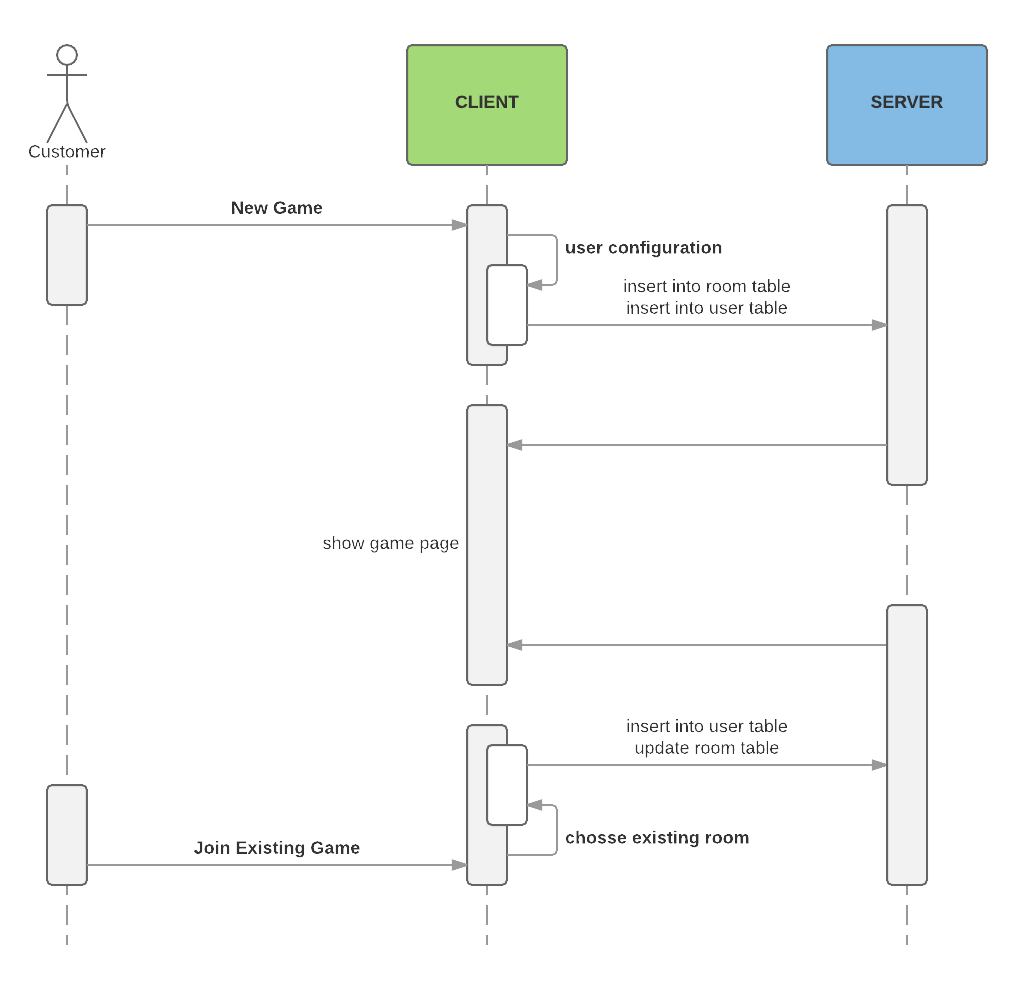 Customer
CLIENT
SERVER
New Game
user configuration
insert into room table
insert into user table
show game page
insert into user table
update room table
chosse existing room
Join Existing Game